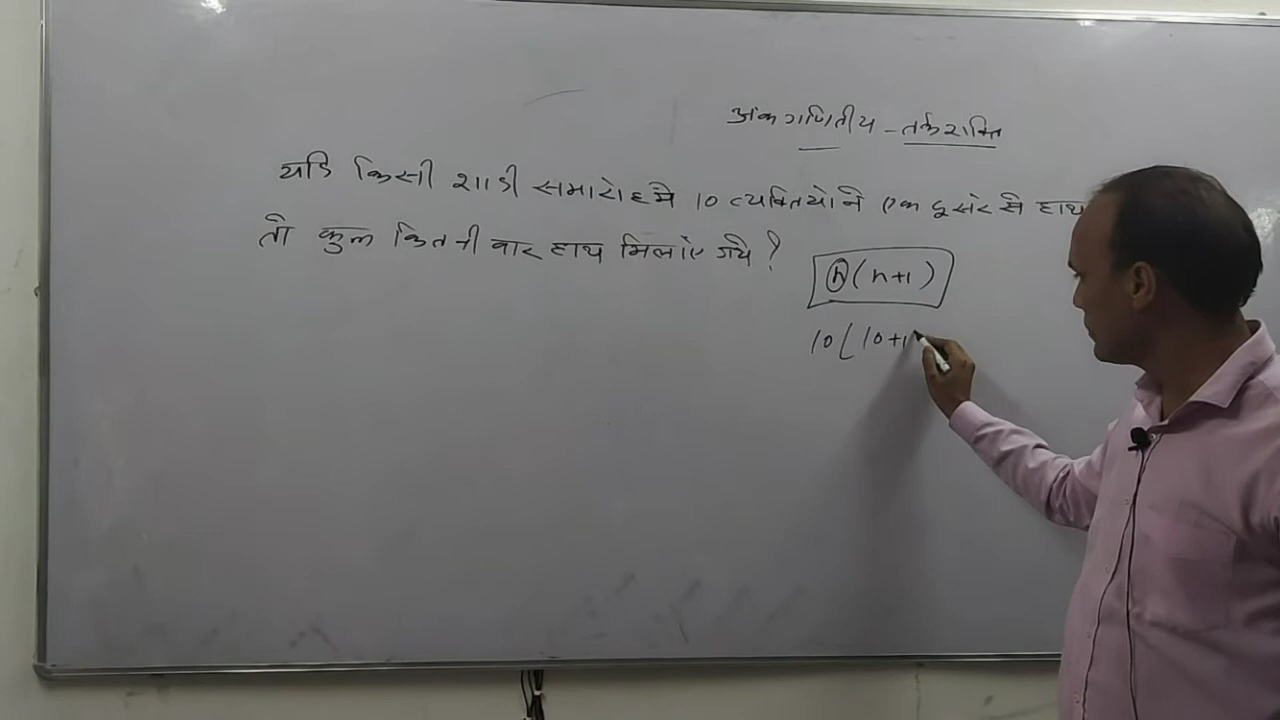 अंकगणितीय - तर्कशक्ति
यदि किसी शादी समारोह मे 10 व्यक्तियो ने एक दूसरे से हाथ
तो कुल कितनी बार हाथ मिलाऐं गये ?
n(n+1)
10(10+1